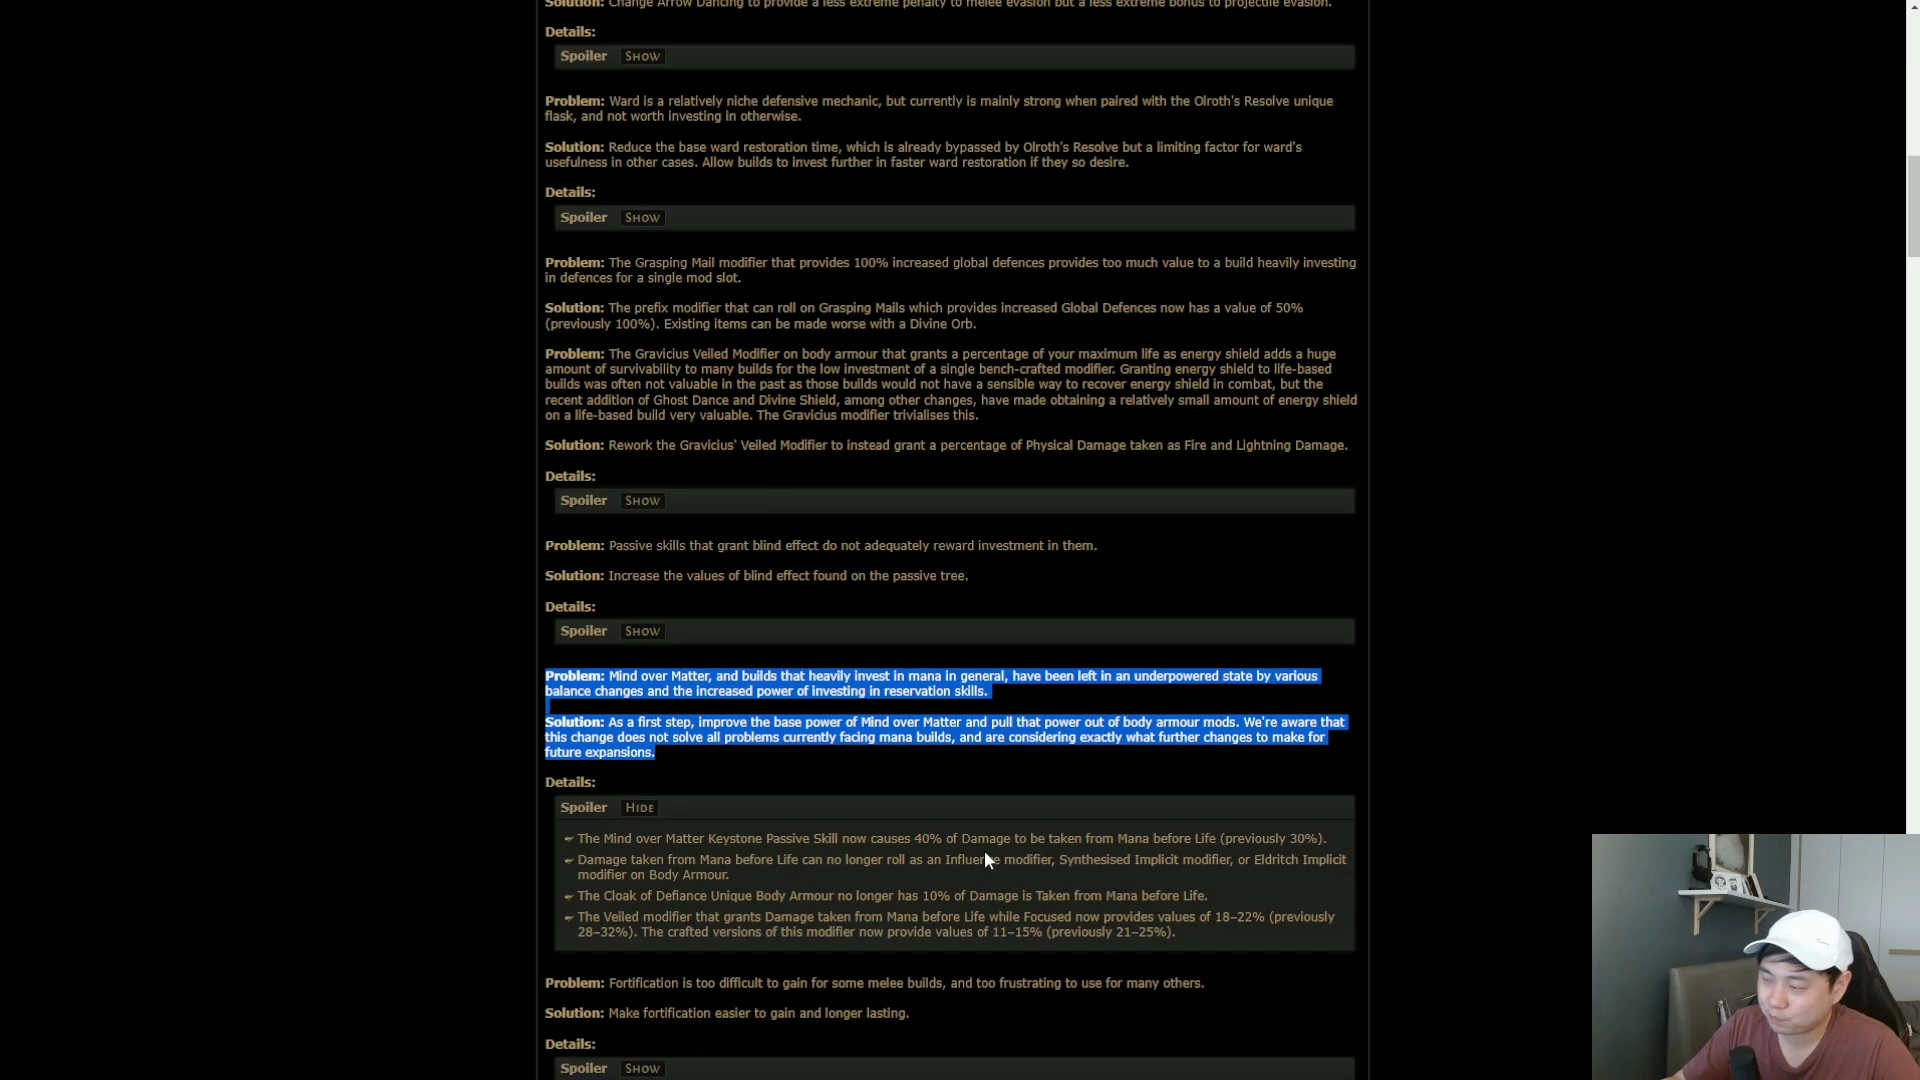 Solution: Change Arrow Dancing to provide a less extreme penalty to melee evasion but a less extreme bonus to projectile evasion.
Details:
Spoiler SHOW
Problem: Ward is a relatively niche defensive mechanic, but currently is mainly strong when paired with the Olroth's Resolve unique
flask, and not worth investing in otherwise.
Solution: Reduce the base ward restoration time, which is already bypassed by Olroth's Resolve but a limiting factor for ward's
usefulness in other cases. Allow builds to invest further in faster ward restoration if they so desire.
Details:
Spoiler SHOW
Problem: The Grasping Mail modifier that provides 100% increased global defences provides too much value to a build heavily investing
in defences for a single mod slot.
Solution: The prefix modifier that can roll on Grasping Mails which provides increased Global Defences now has a value of 50%
(previously 100%). Existing items can be made worse with a Divine Orb.
Problem: The Gravicius Veiled Modifier on body armour that grants a percentage of your maximum life as energy shield adds a huge
amount of survivability to many builds for the low investment of a single bench-crafted modifier. Granting energy shield to life-based
builds was often not valuable in the past as those builds would not have a sensible way to recover energy shield in combat, but the
recent addition of Ghost Dance and Divine Shield, among other changes, have made obtaining a relatively small amount of energy shield
on a life-based build very valuable. The Gravicius modifier trivialises this.
Solution: Rework the Gravicius' Veiled Modifier to instead grant a percentage of Physical Damage taken as Fire and Lightning Damage.
Details:
Spoiler SHOW
Problem: Passive skills that grant blind effect do not adequately reward investment in them.
Solution: Increase the values of blind effect found on the passive tree.
Details:
Spoiler SHOW
Problem: Mind over Matter, and builds that heavily invest in mana in general, have been left in an underpowered state by various
balance changes and the increased power of investing in reservation skills.
Solution: As a first step, improve the base power of Mind over Matter and pull that power out of body armour mods. We're aware that
this change does not solve all problems currently facing mana builds, and are considering exactly what further changes to make for
future expansions.
Details:
Spoiler HIDE
The Mind over Matter Keystone Passive Skill now causes 40% of Damage to be taken from Mana before Life (previously 30%).
Damage taken from Mana before Life can no longer roll as an Influence modifier, Synthesised Implicit modifier, or Eldritch Implicit
modifier on Body Armour.
The Cloak of Defiance Unique Body Armour no longer has 10% of Damage is Taken from Mana before Life.
The Veiled modifier that grants Damage taken from Mana before Life while Focused now provides values of 18–22% (previously
28–32%). The crafted versions of this modifier now provide values of 11–15% (previously 21–25%).
Problem: Fortification is too difficult to gain for some melee builds, and too frustrating to use for many others.
Solution: Make fortification easier to gain and longer lasting.
Details:
Spoiler SHOW